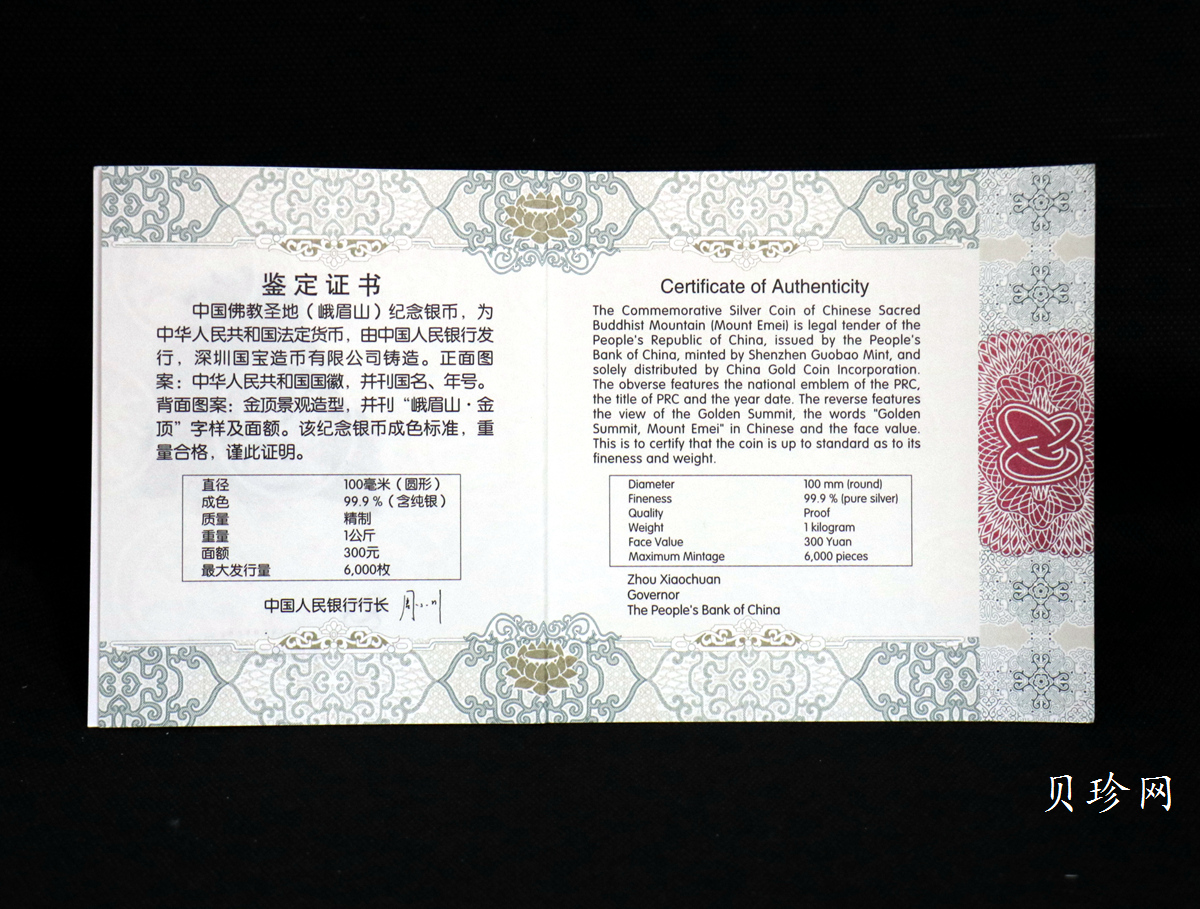 鉴定证书
中国佛教圣地（峨眉山）纪念银币，为
中华人民共和国法定货币，由中国人民银行发
行，深圳国宝造币有限公司铸造。正面图
案：中华人民共和国国徽，并刊国名、年号。
背面图案：金顶景观造型，并刊“峨眉山·金
顶”字样及面额。该纪念银币成色标准，重
量合格，谨此证明。
直径 100毫米（圆形）
成色 99.9 %（含纯银）
质量 精制
重量 1公斤
面额 300元
最大发行量 6,000枚
中国人民银行行长 周小川
Certificate of Authenticity
The Commemorative Silver Coin of Chinese Sacred
Buddhist Mountain (Mount Emei) is legal tender of the
People's Republic of China, issued by the People's
Bank of China, minted by Shenzhen Guobao Mint, and
solely distributed by China Gold Coin Incorporation.
The obverse features the national emblem of the PRC,
the title of PRC and the year date. The reverse features
the view of the Golden Summit, the words "Golden
Summit, Mount Emei" in Chinese and the face value.
This is to certify that the coin is up to standard as to its
fineness and weight.
Diameter 100 mm (round)
Fineness 99.9 % (pure silver)
Quality Proof
Weight 1 kilogram
Face Value 300 Yuan
Maximum Mintage 6,000 pieces
Zhou Xiaochuan
Governor
The People's Bank of China
贝珍网